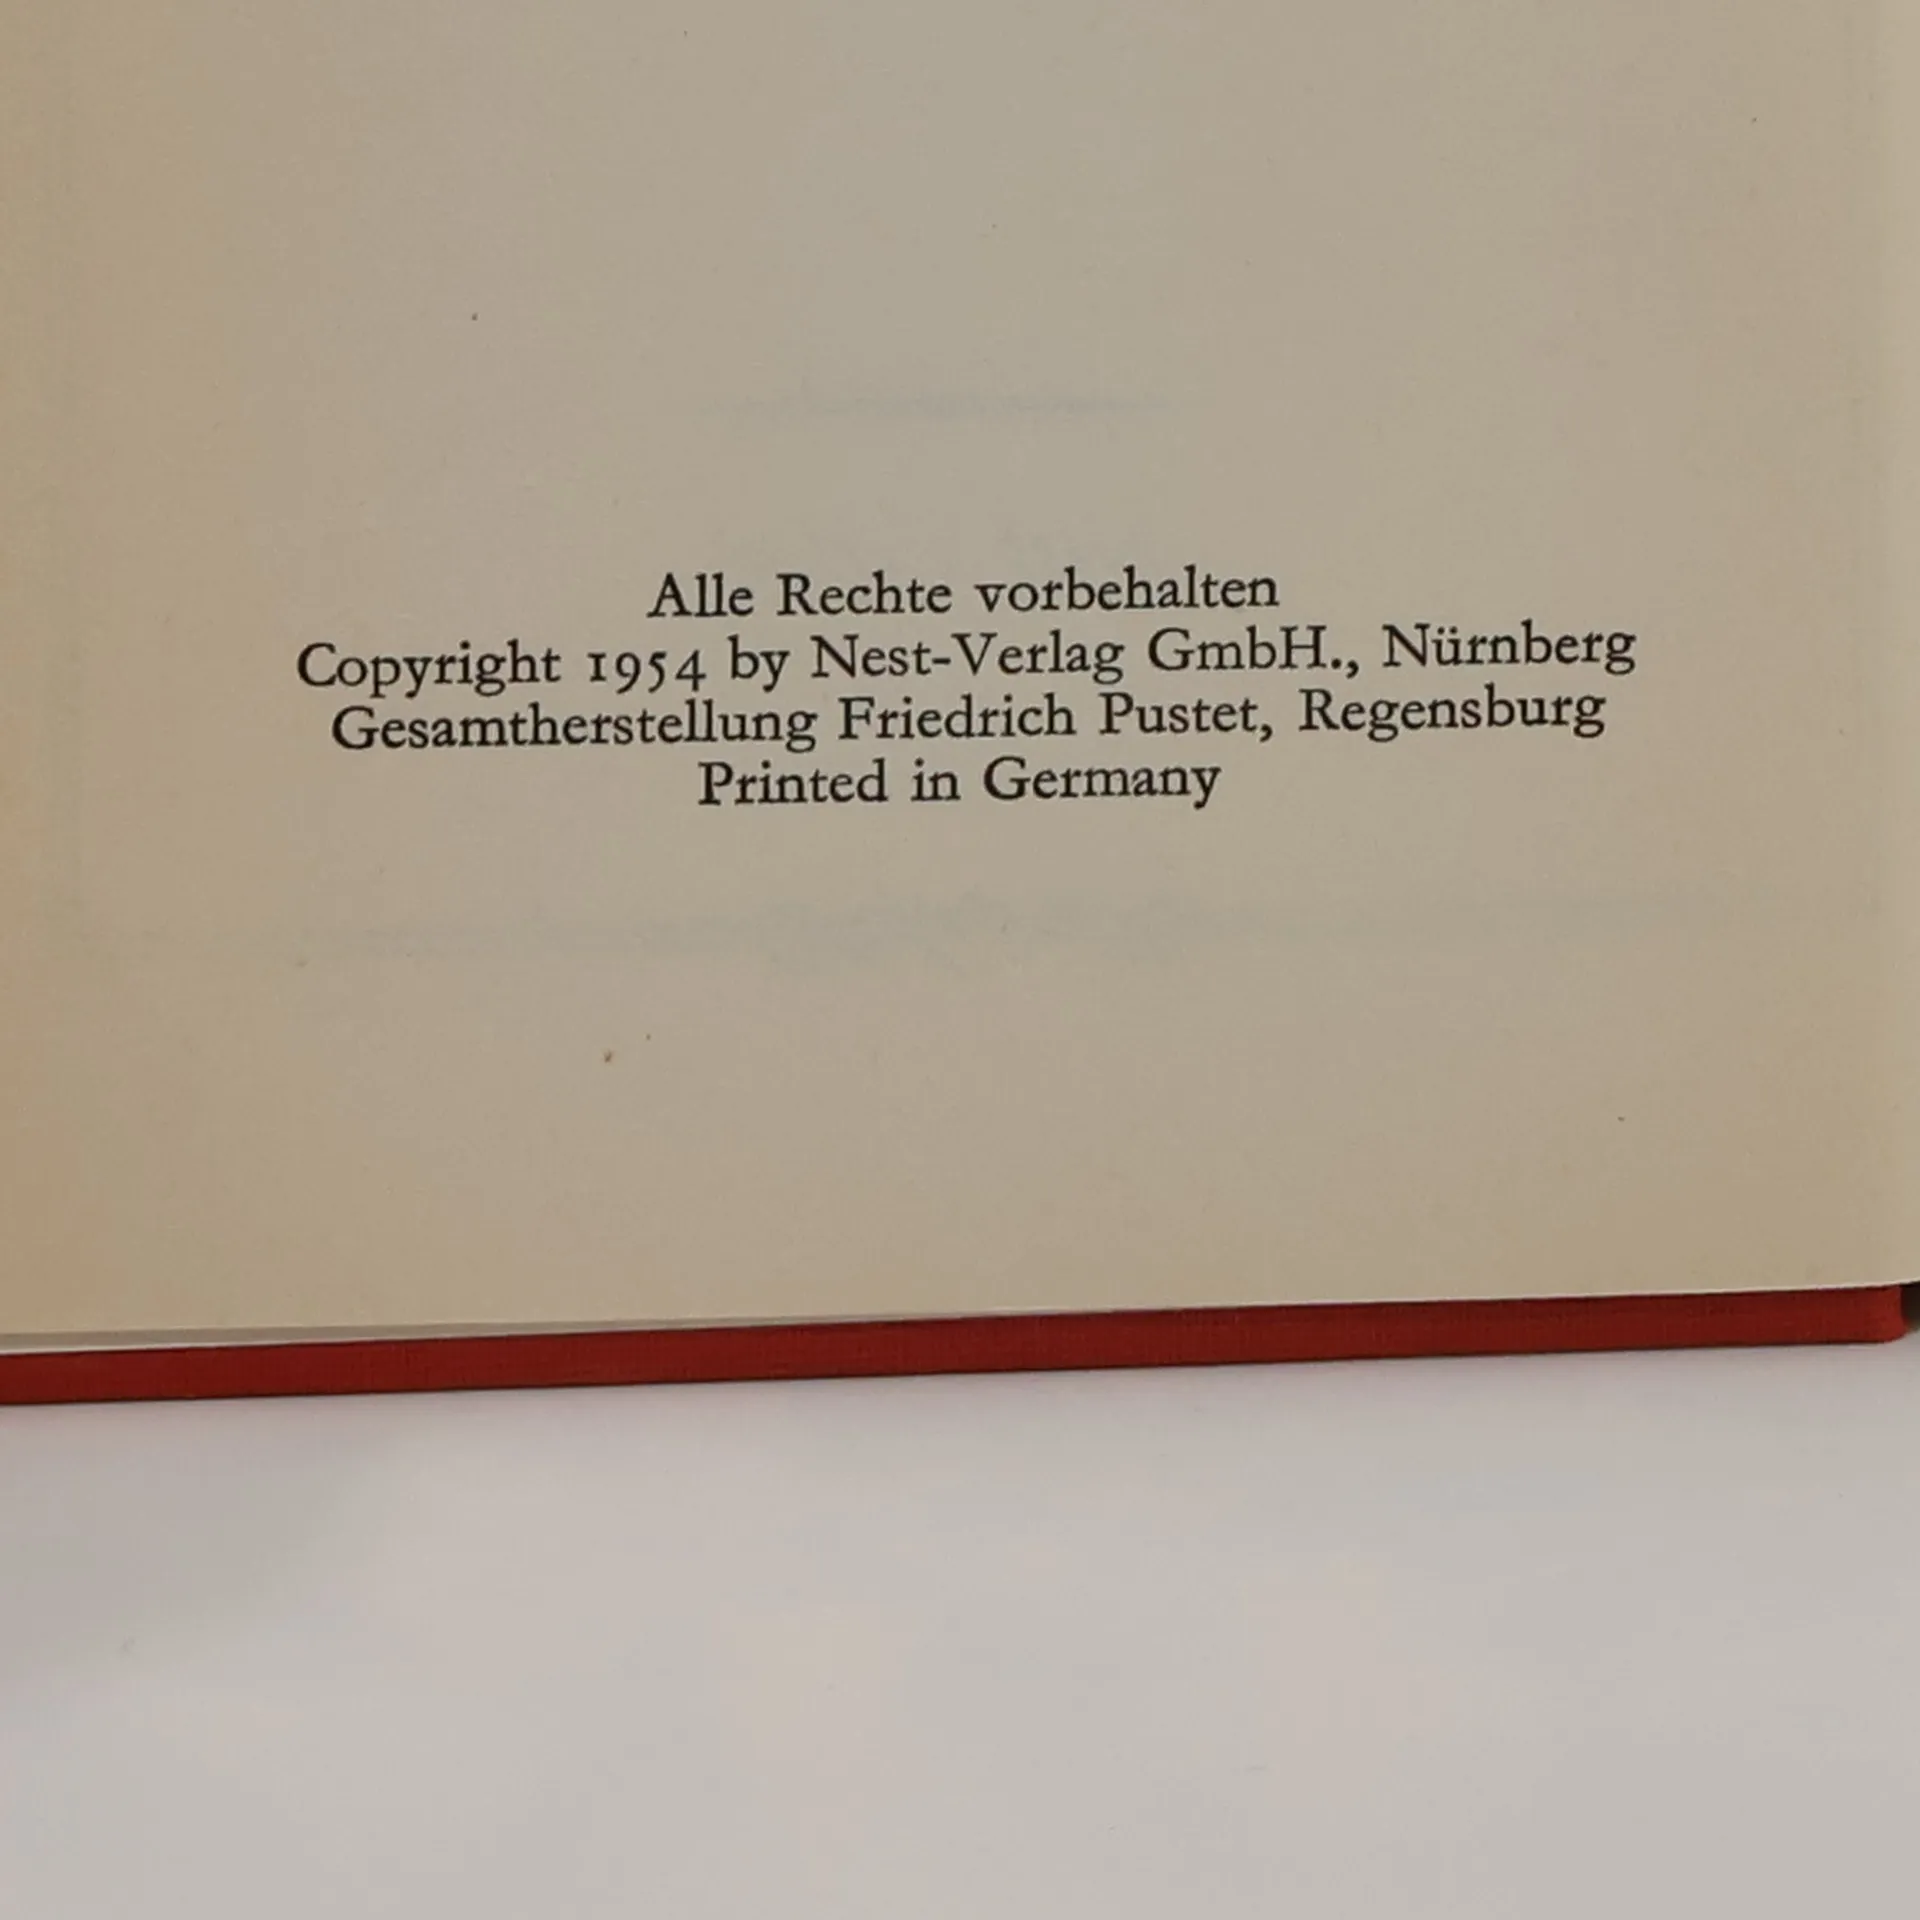 Alle Rechte vorbehalten
Copyright 1954 by Nest-Verlag GmbH., Nürnberg
Gesamtherstellung Friedrich Pustet, Regensburg
Printed in Germany